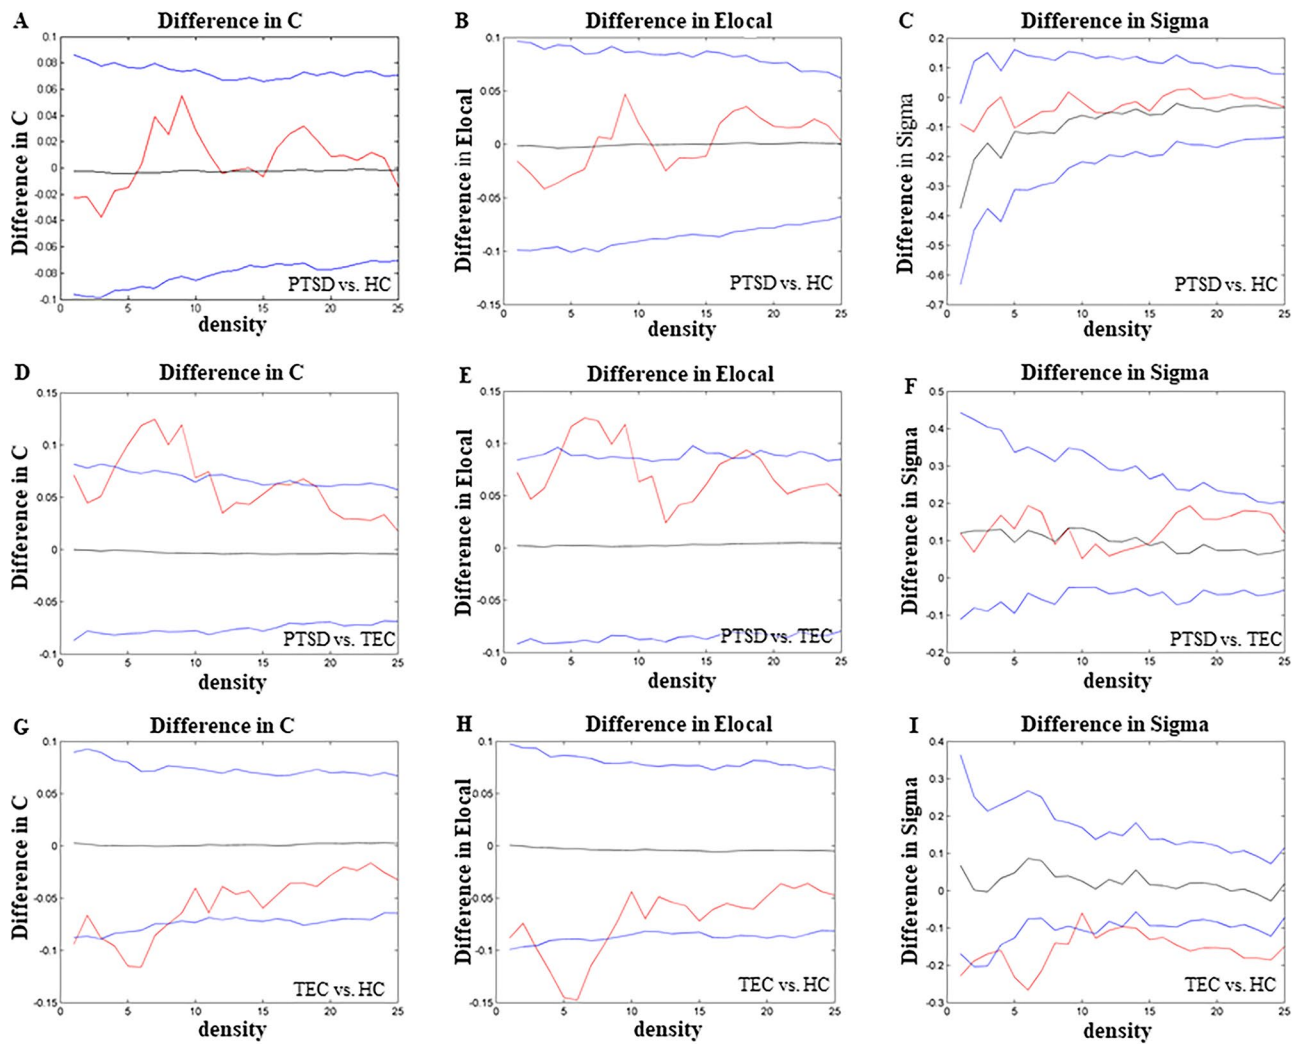 A Difference in C
Difference in C
0.1
0.08
0.06
0.04
0.02
0
-0.02
-0.04
-0.06
-0.08
-0.1
0 5 10 15 20 25
PTSD vs. HC
density
B Difference in Elocal
Difference in Elocal
0.1
0.05
0
-0.05
-0.1
-0.15
0 5 10 15 20 25
PTSD vs. HC
density
C Difference in Sigma
Difference in Sigma
0.2
0.1
0
-0.1
-0.2
-0.3
-0.4
-0.5
-0.6
-0.7
0 5 10 15 20 25
PTSD vs. HC
density
D Difference in C
Difference in C
0.15
0.1
0.05
0
-0.05
-0.1
0 5 10 15 20 25
PTSD vs. TEC
density
E Difference in Elocal
Difference in Elocal
0.15
0.1
0.05
0
-0.05
-0.1
0 5 10 15 20 25
PTSD vs. TEC
density
F Difference in Sigma
Difference in Sigma
0.5
0.4
0.3
0.2
0.1
0
-0.1
-0.2
0 5 10 15 20 25
PTSD vs. TEC
density
G Difference in C
Difference in C
0.1
0.05
0
-0.05
-0.1
-0.15
0 5 10 15 20 25
TEC vs. HC
density
H Difference in Elocal
Difference in Elocal
0.1
0.05
0
-0.05
-0.1
-0.15
0 5 10 15 20 25
TEC vs. HC
density
I Difference in Sigma
Difference in Sigma
0.4
0.3
0.2
0.1
0
-0.1
-0.2
-0.3
0 5 10 15 20 25
TEC vs. HC
density